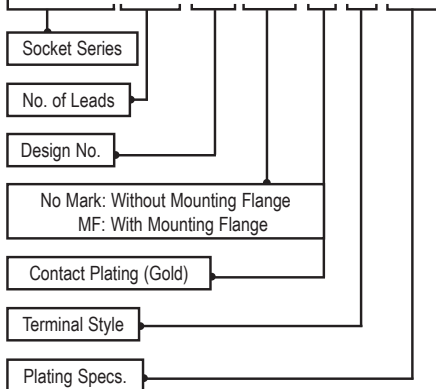 Socket Series
No. of Leads
Design No.
No Mark: Without Mounting Flange
MF: With Mounting Flange
Contact Plating (Gold)
Terminal Style
Plating Specs.